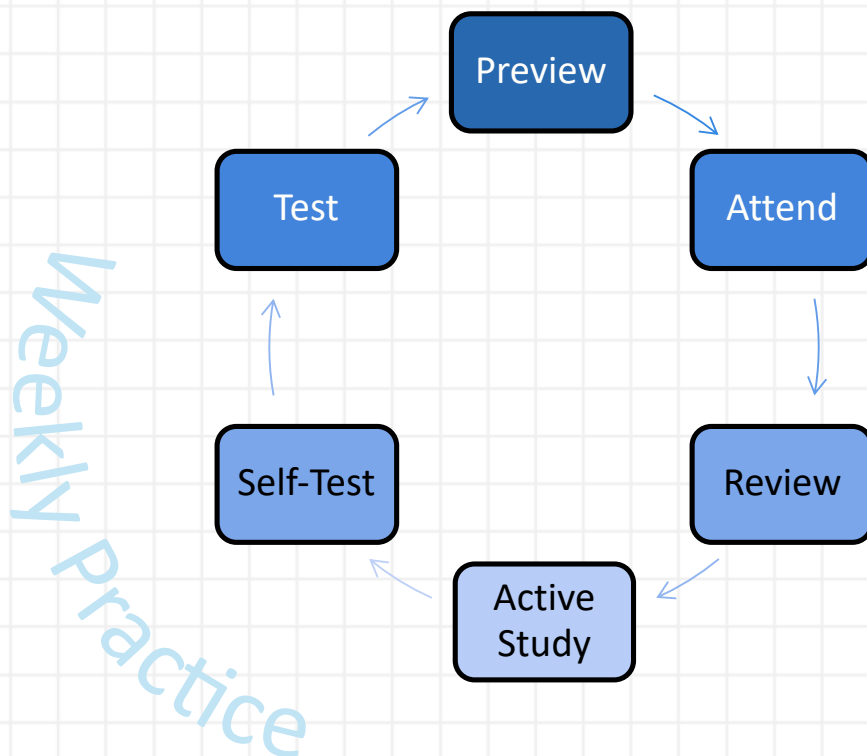 Preview
Attend
Review
Active
Study
Self-Test
Test
Weekly Practice